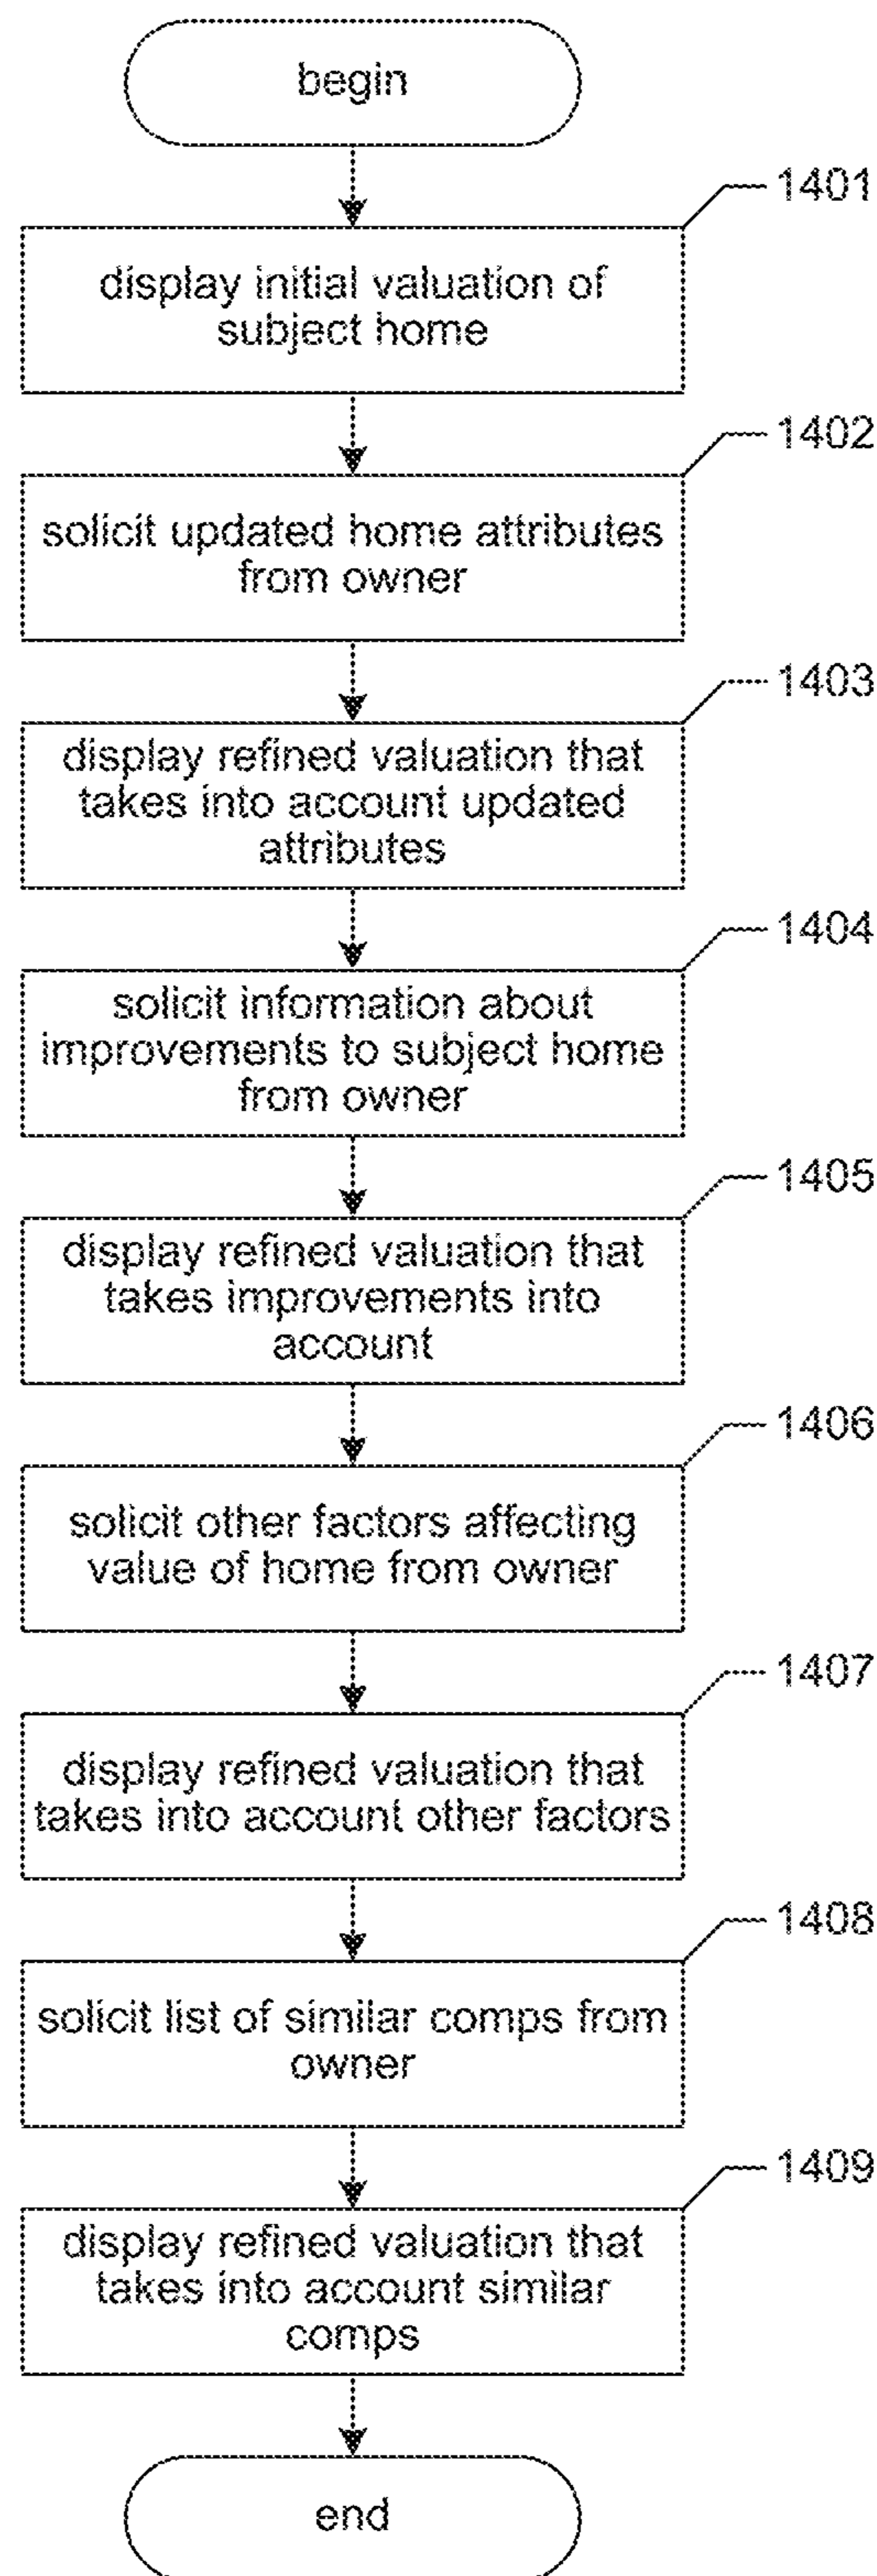 begin
1401
display initial valuation of
subject home
1402
solicit updated home attributes
from owner
1403
display refined valuation that
takes into account updated
attributes
1404
solicit information about
improvements to subject home
from owner
1405
display refined valuation that
takes improvements into
account
1406
solicit other factors affecting
value of home from owner
1407
display refined valuation that
takes into account other factors
1408
solicit list of similar comps from
owner
1409
display refined valuation that
takes into account similar
comps
end